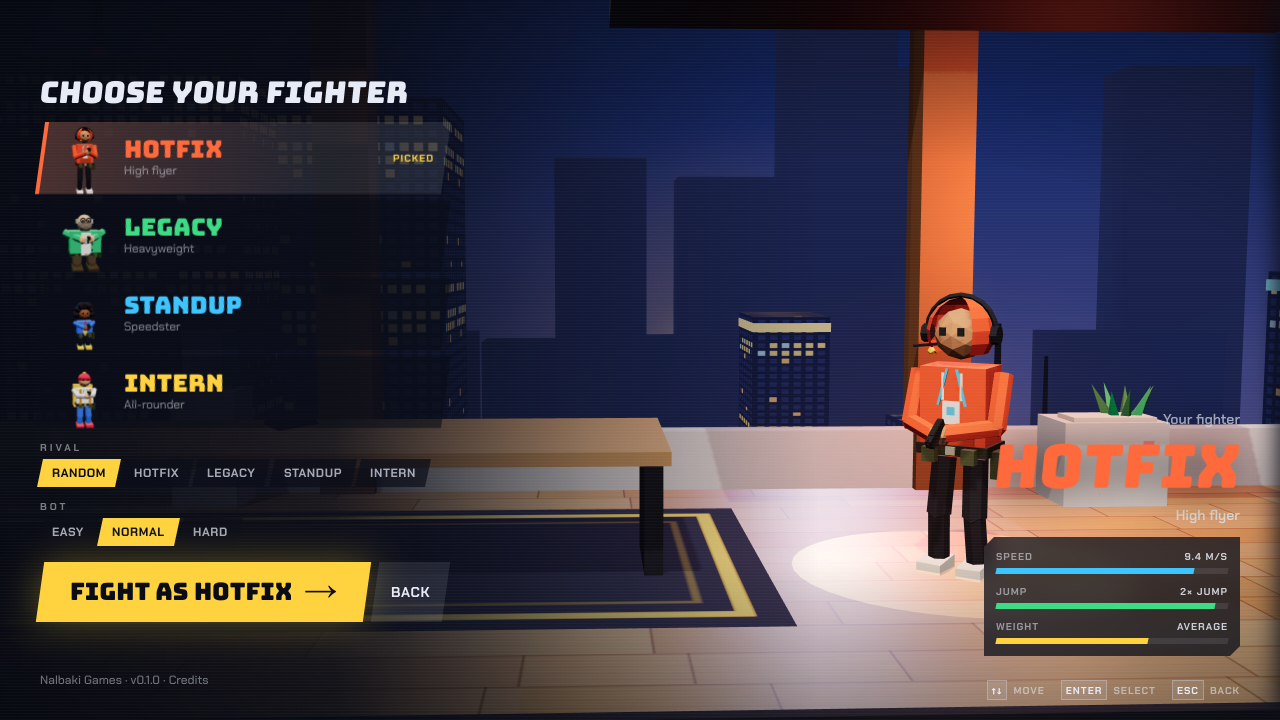 CHOOSE YOUR FIGHTER
HOTFIX
High flyer
PICKED
LEGACY
Heavyweight
STANDUP
Speedster
INTERN
All-rounder
RIVAL
RANDOM HOTFIX LEGACY STANDUP INTERN
BOT
EASY NORMAL HARD
FIGHT AS HOTFIX → BACK
Nalbaki Games · v0.1.0 · Credits
Your fighter
HOTFIX
High flyer
SPEED 9.4 M/S
JUMP 2× JUMP
WEIGHT AVERAGE
↑↓ MOVE ENTER SELECT ESC BACK